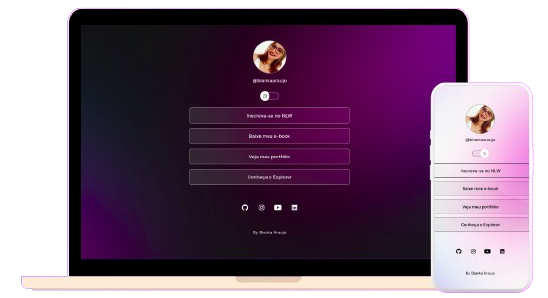 @biankaaraujo
Inscreva-se no NLW
Baixe meu e-book
Veja meu portfólio
Conheça o Explorer
By Bianka Araujo
@biankaaraujo
Inscreva-se no NLW
Baixe meu e-book
Veja meu portfólio
Conheça o Explorer
By Bianka Araujo